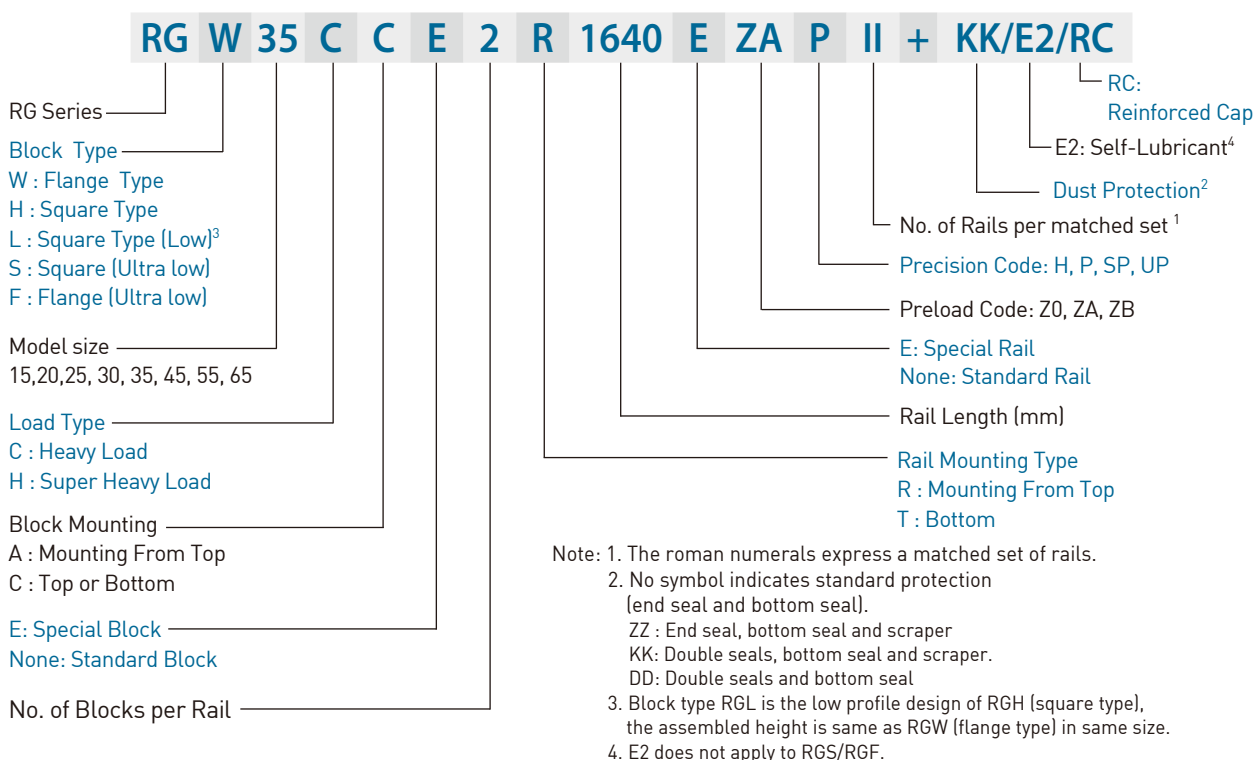 RG W 35 C C E 2 R 1640 E ZA P II + KK/E2/RC
RG Series
Block Type
W : Flange Type
H : Square Type
L : Square Type (Low)3
S : Square (Ultra low)
F : Flange (Ultra low)
Model size
15,20,25, 30, 35, 45, 55, 65
Load Type
C : Heavy Load
H : Super Heavy Load
Block Mounting
A : Mounting From Top
C : Top or Bottom
E: Special Block
None: Standard Block
No. of Blocks per Rail
RC:
Reinforced Cap
E2: Self-Lubricant4
Dust Protection2
No. of Rails per matched set 1
Precision Code: H, P, SP, UP
Preload Code: Z0, ZA, ZB
E: Special Rail
None: Standard Rail
Rail Length (mm)
Rail Mounting Type
R : Mounting From Top
T : Bottom
Note: 1. The roman numerals express a matched set of rails.
2. No symbol indicates standard protection
(end seal and bottom seal).
ZZ : End seal, bottom seal and scraper
KK: Double seals, bottom seal and scraper.
DD: Double seals and bottom seal
3. Block type RGL is the low profile design of RGH (square type),
the assembled height is same as RGW (flange type) in same size.
4. E2 does not apply to RGS/RGF.